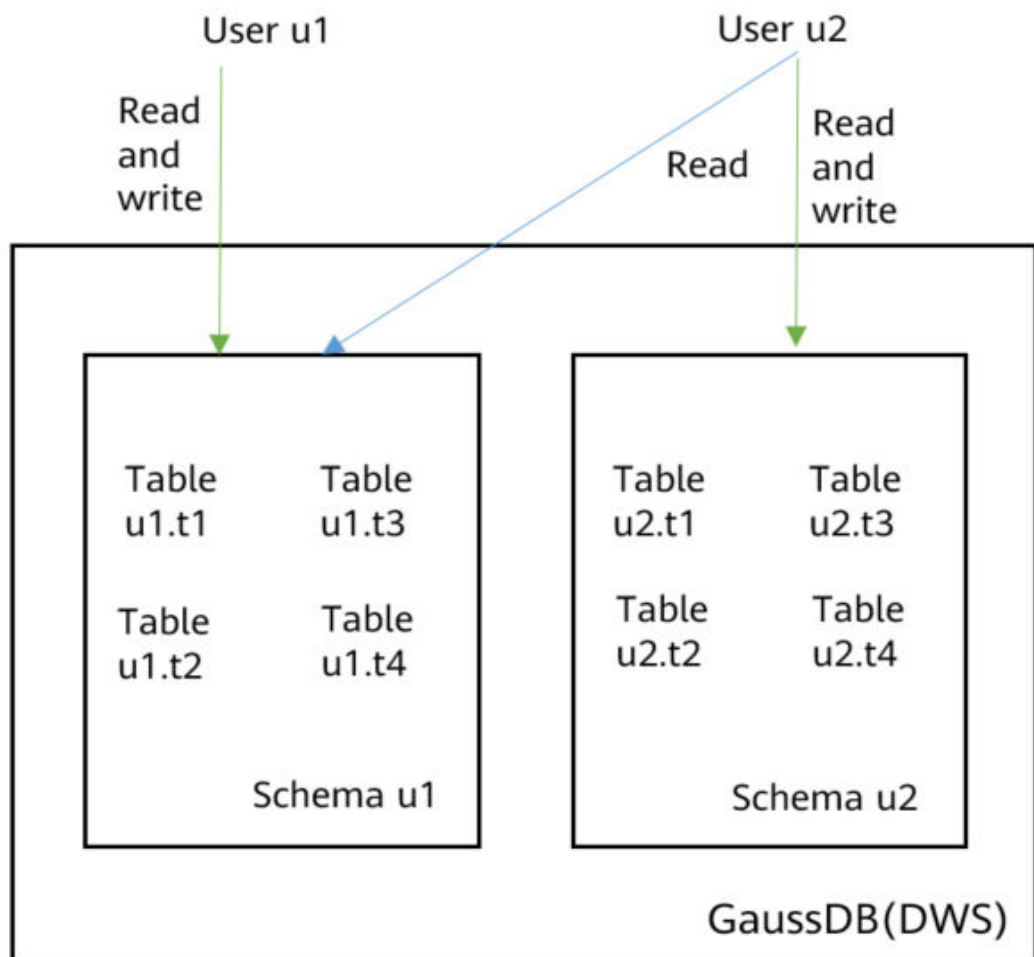 User u1
User u2
Read
and
write
Read
Read
and
write
Table
u1.t1
Table
u1.t3
Table
u1.t2
Table
u1.t4
Schema u1
Table
u2.t1
Table
u2.t3
Table
u2.t2
Table
u2.t4
Schema u2
GaussDB(DWS)